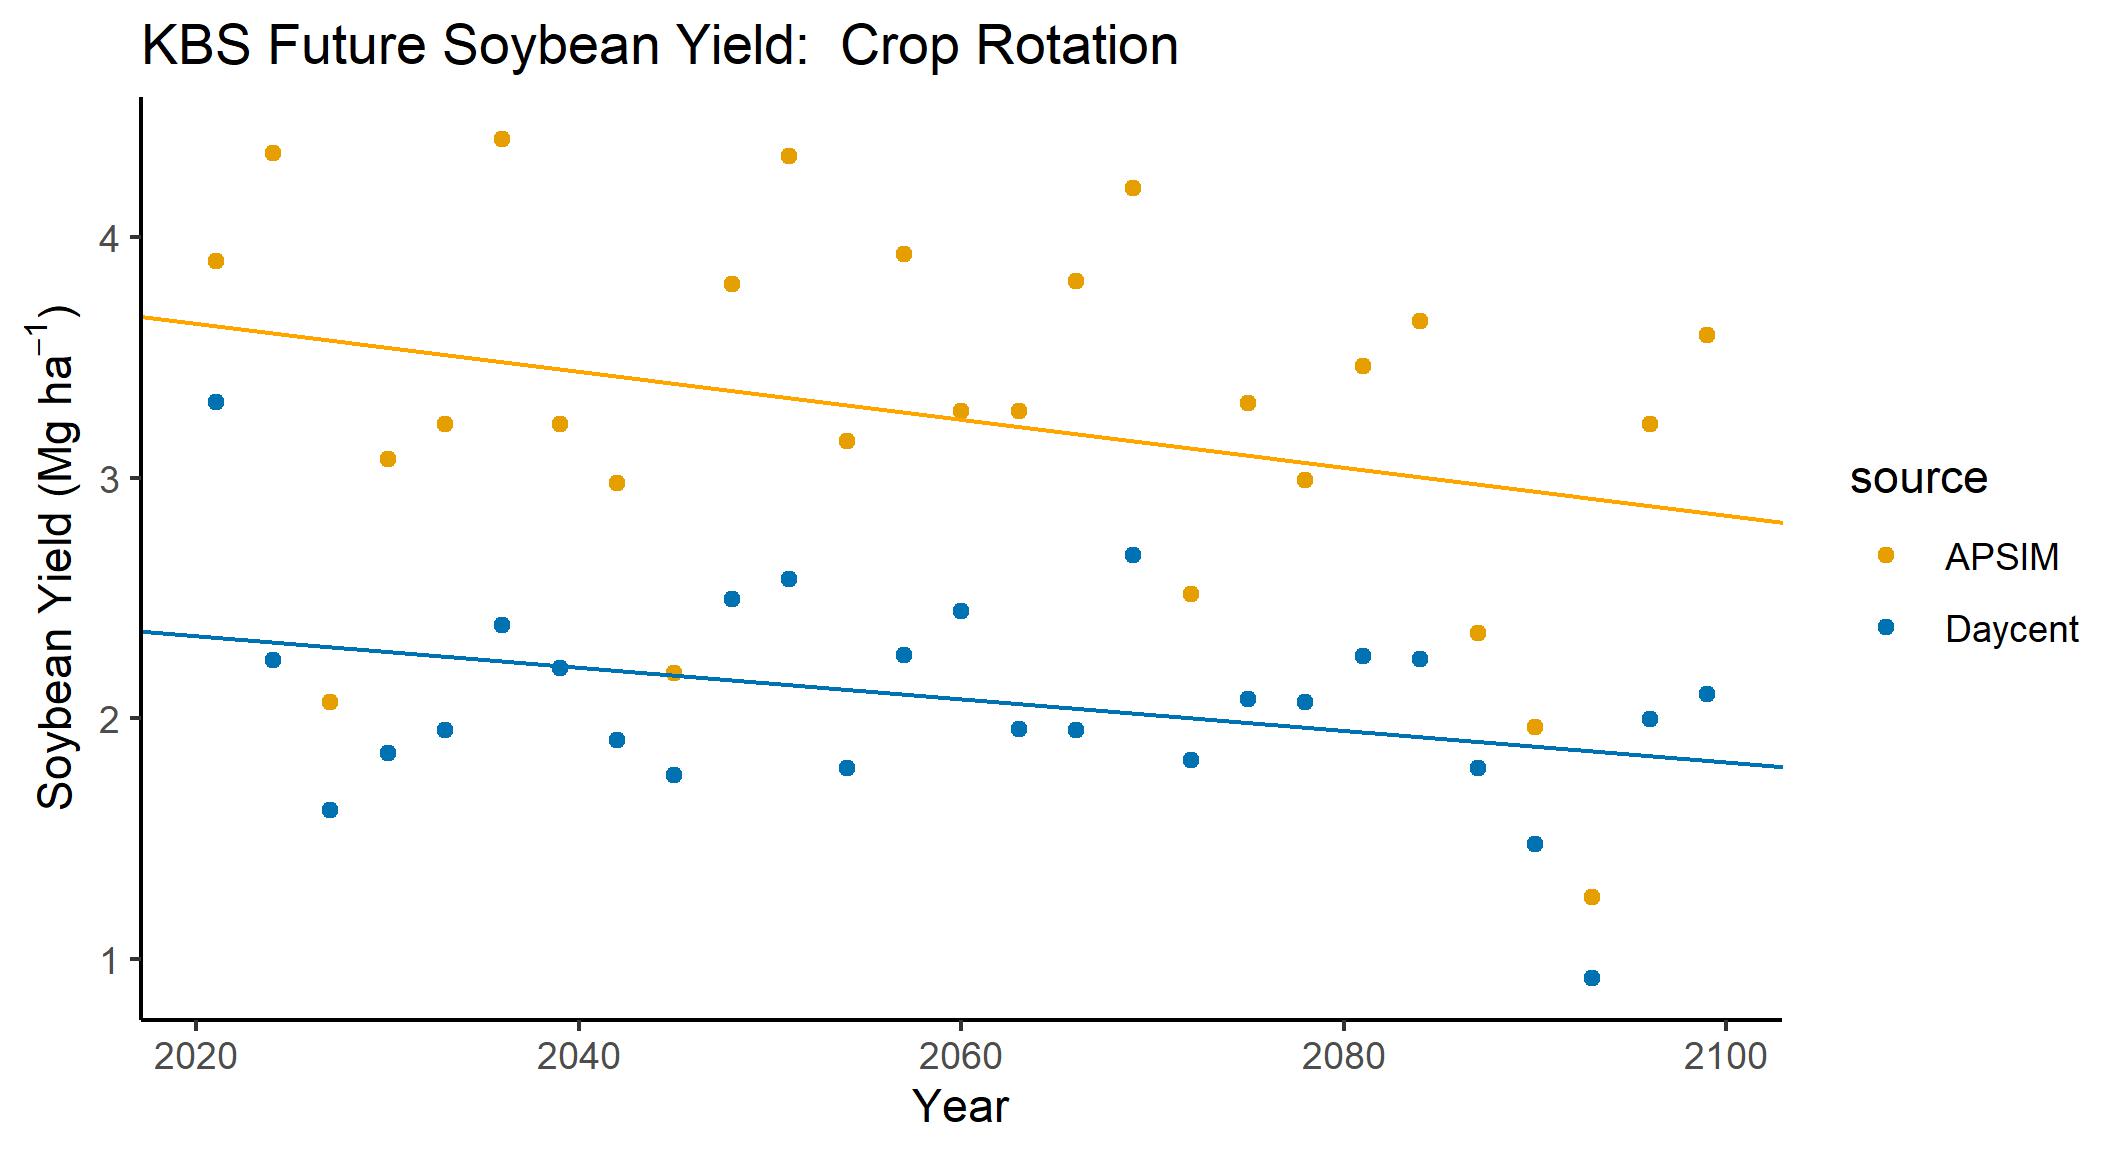 KBS Future Soybean Yield:  Crop Rotation
Soybean Yield (Mg ha⁻¹)
4
3
2
1
2020 2040 2060 2080 2100
Year
source
APSIM
Daycent